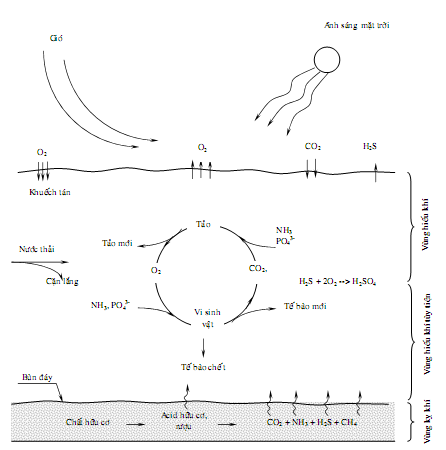 Gió
Ánh sáng mặt trời
O2
O2
CO2
H2S
Khuếch tán
Tảo
Nước thải
Tảo mới
NH3
PO4 3-
O2
CO2,
Cặn lắng
H2S + 2O2 --> H2SO4
NH3, PO4 3-
Vi sinh
vật
Tế bào mới
Tế bào chết
Bùn đáy
Chất hữu cơ
Acid hữu cơ,
rượu
CO2 + NH3 + H2S + CH4
Vùng hiếu khí
Vùng hiếu khí tùy tiện
Vùng kỵ khí